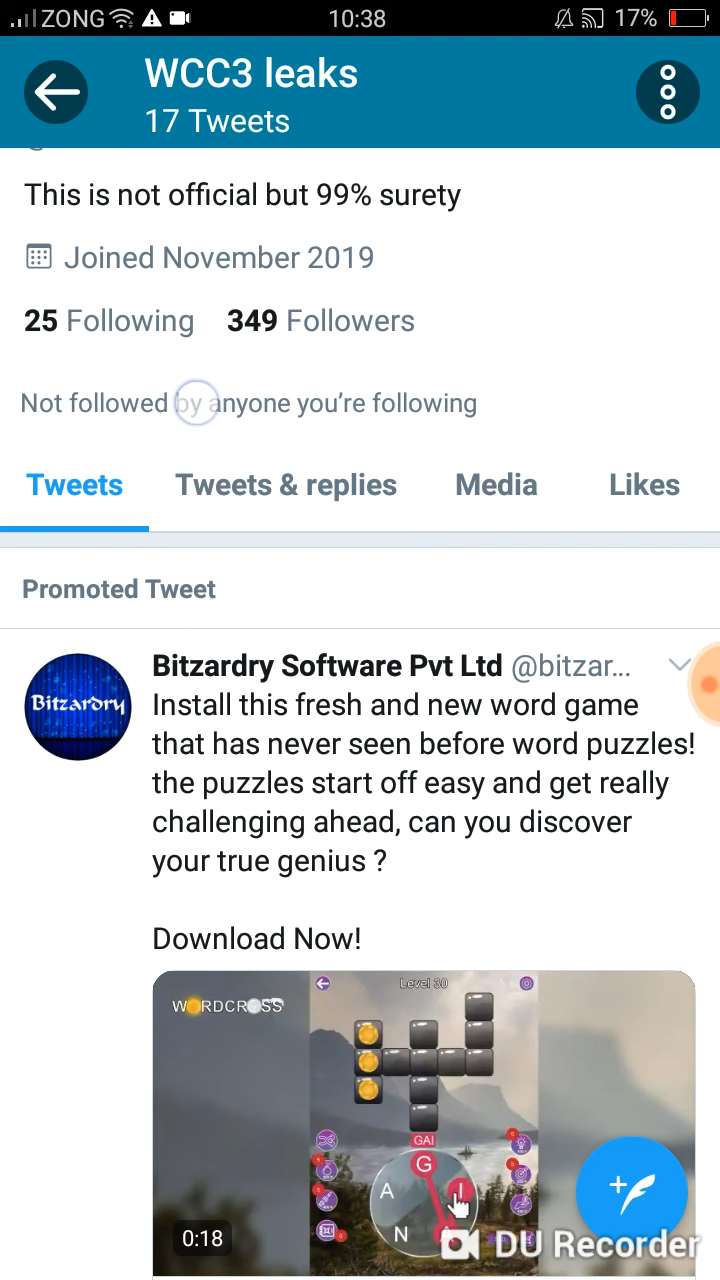 ZONG 10:38 17%
WCC3 leaks
17 Tweets
This is not official but 99% surety
Joined November 2019
25 Following 349 Followers
Not followed by anyone you’re following
Tweets Tweets & replies Media Likes
Promoted Tweet
Bitzardry Software Pvt Ltd @bitzar...
Bitzardry
Install this fresh and new word game
that has never seen before word puzzles!
the puzzles start off easy and get really
challenging ahead, can you discover
your true genius ?
Download Now!
Level 30
WORDCROSS
GAI
G
A I
N
0:18
DU Recorder